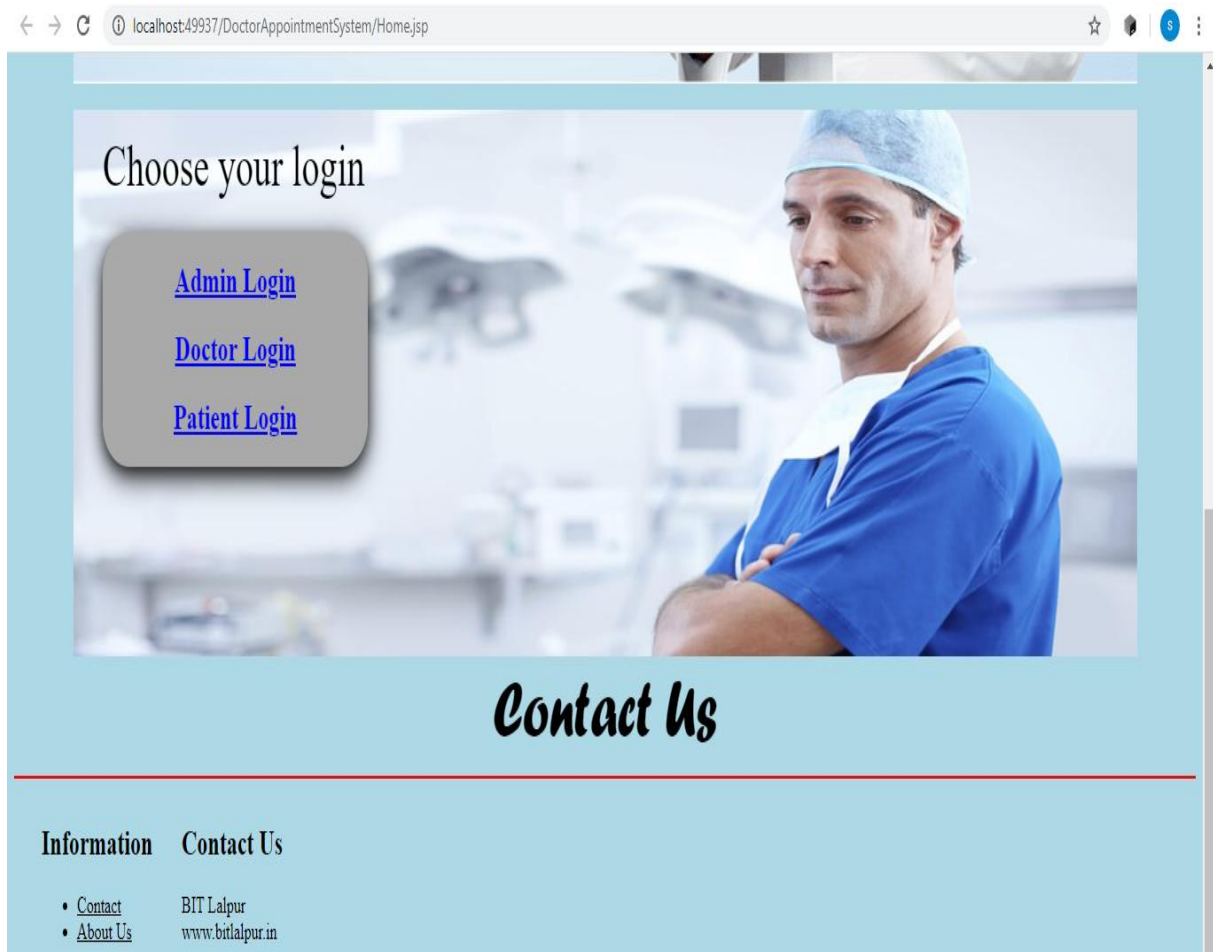 localhost:49937/DoctorAppointmentSystem/Home.jsp
S
Choose your login
Admin Login
Doctor Login
Patient Login
Contact Us
Information Contact Us
• Contact BIT Lalpur
• About Us www.bitlalpur.in